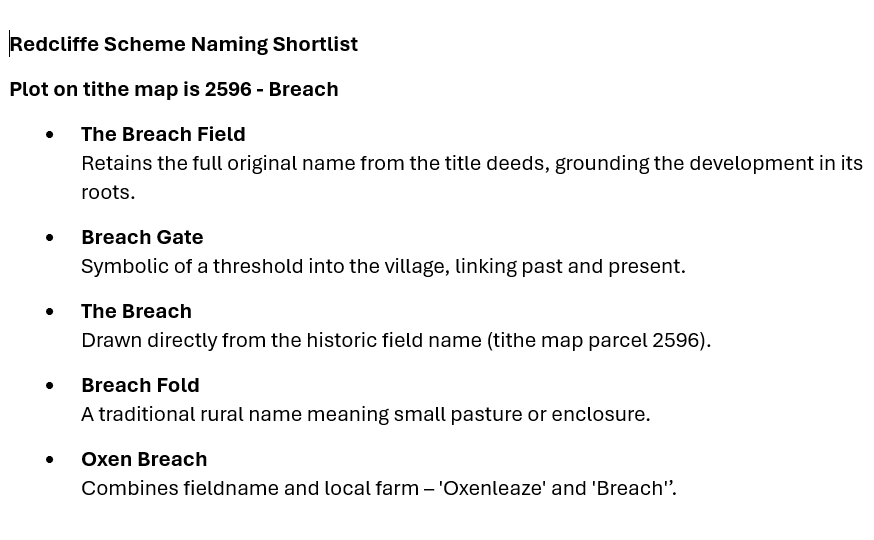 Redcliffe Scheme Naming Shortlist
Plot on tithe map is 2596 - Breach
• The Breach Field
Retains the full original name from the title deeds, grounding the development in its
roots.
• Breach Gate
Symbolic of a threshold into the village, linking past and present.
• The Breach
Drawn directly from the historic field name (tithe map parcel 2596).
• Breach Fold
A traditional rural name meaning small pasture or enclosure.
• Oxen Breach
Combines fieldname and local farm – 'Oxenleaze' and 'Breach'’.